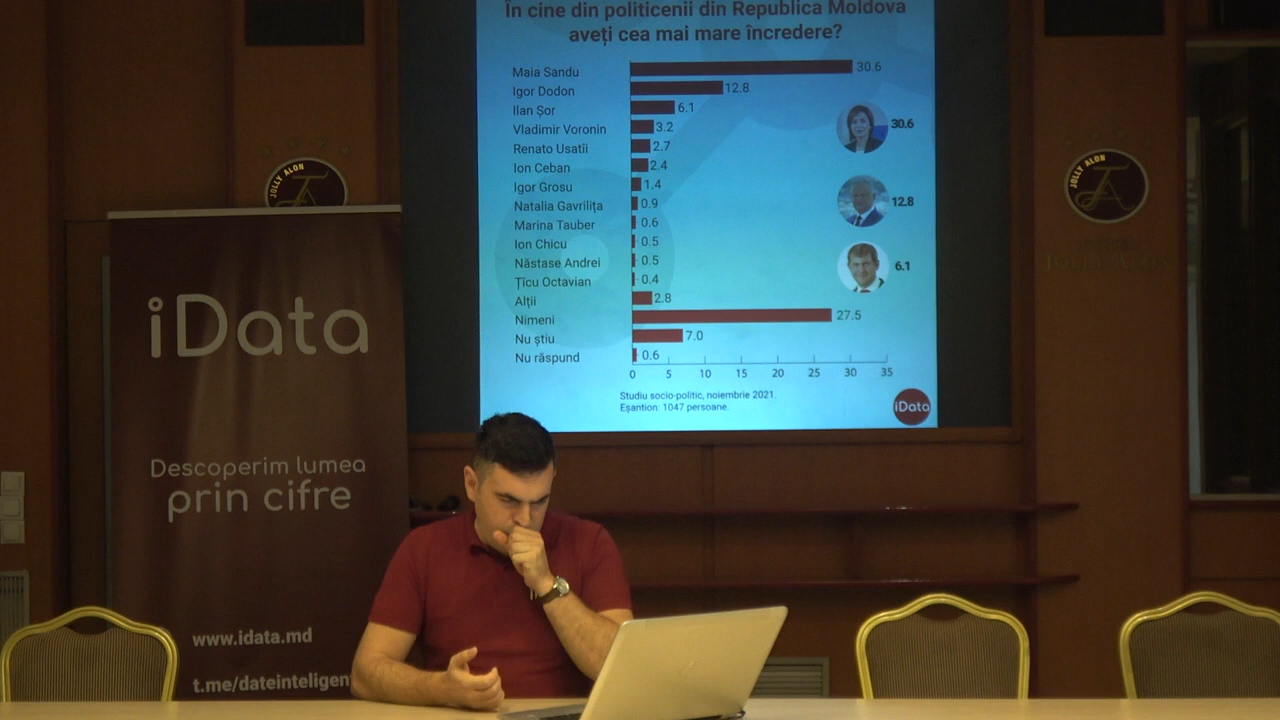 În cine din politicenii din Republica Moldova
aveți cea mai mare încredere?
Maia Sandu 30.6
Igor Dodon 12.8
Ilan Șor 6.1
Vladimir Voronin 3.2
Renato Usatîi 2.7
Ion Ceban 2.4
Igor Grosu 1.4
Natalia Gavrilița 0.9
Marina Tauber 0.6
Ion Chicu 0.5
Năstase Andrei 0.5
Țîcu Octavian 0.4
Alții 2.8
Nimeni 27.5
Nu știu 7.0
Nu răspund 0.6
0 5 10 15 20 25 30 35
30.6
12.8
6.1
Studiu socio-politic, noiembrie 2021.
Eșantion: 1047 persoane.
iData
JOLLY ALON
JOLLY ALON
iData
Descoperim lumea
prin cifre
www.idata.md
t.me/dateinteligen